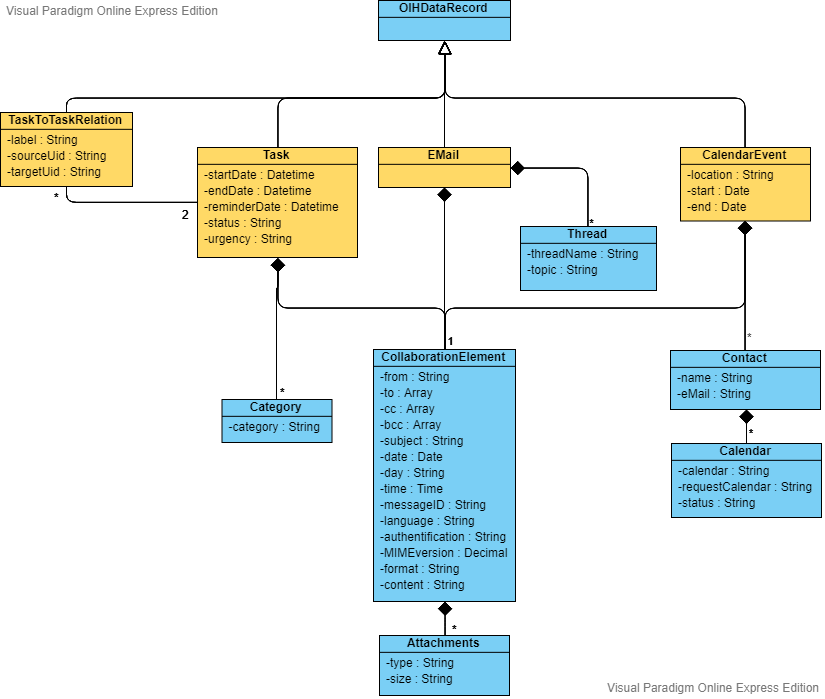 Visual Paradigm Online Express Edition
OIHDataRecord
TaskToTaskRelation
-label : String
-sourceUid : String
-targetUid : String
*
2
Task
-startDate : Datetime
-endDate : Datetime
-reminderDate : Datetime
-status : String
-urgency : String
EMail
CalendarEvent
-location : String
-start : Date
-end : Date
*
Thread
-threadName : String
-topic : String
*
Category
-category : String
1
CollaborationElement
-from : String
-to : Array
-cc : Array
-bcc : Array
-subject : String
-date : Date
-day : String
-time : Time
-messageID : String
-language : String
-authentification : String
-MIMEversion : Decimal
-format : String
-content : String
*
Contact
-name : String
-eMail : String
*
Calendar
-calendar : String
-requestCalendar : String
-status : String
*
Attachments
-type : String
-size : String
Visual Paradigm Online Express Edition